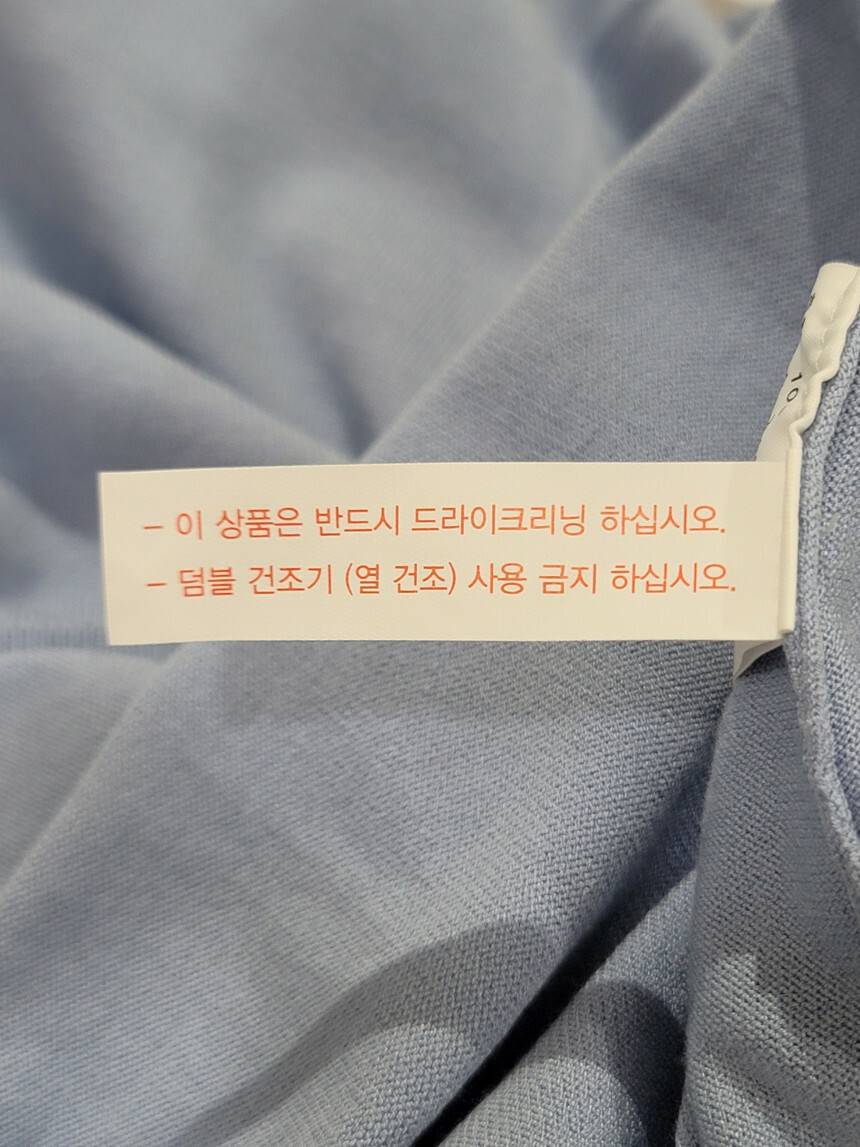 – 이 상품은 반드시 드라이크리닝 하십시오.
– 덤블 건조기 (열 건조) 사용 금지 하십시오.
10